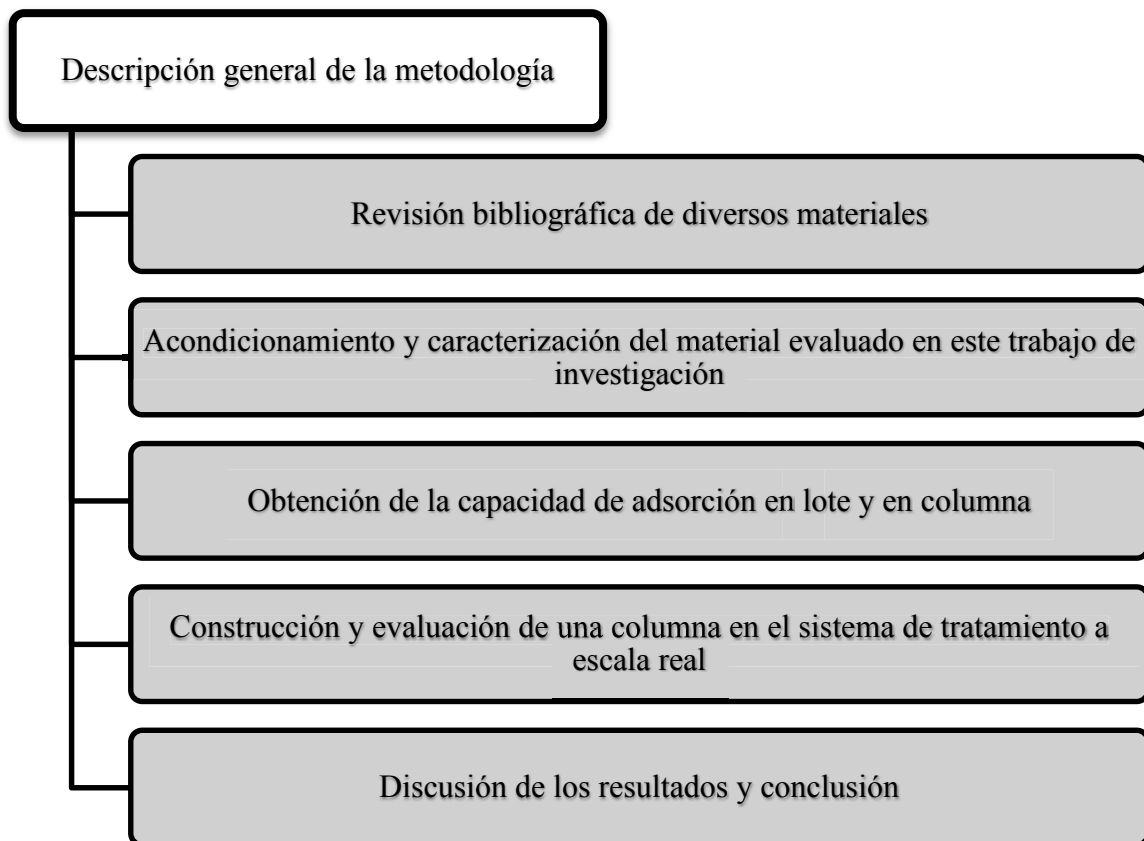 Descripción general de la metodología
Revisión bibliográfica de diversos materiales
Acondicionamiento y caracterización del material evaluado en este trabajo de
investigación
Obtención de la capacidad de adsorción en lote y en columna
Construcción y evaluación de una columna en el sistema de tratamiento a
escala real
Discusión de los resultados y conclusión